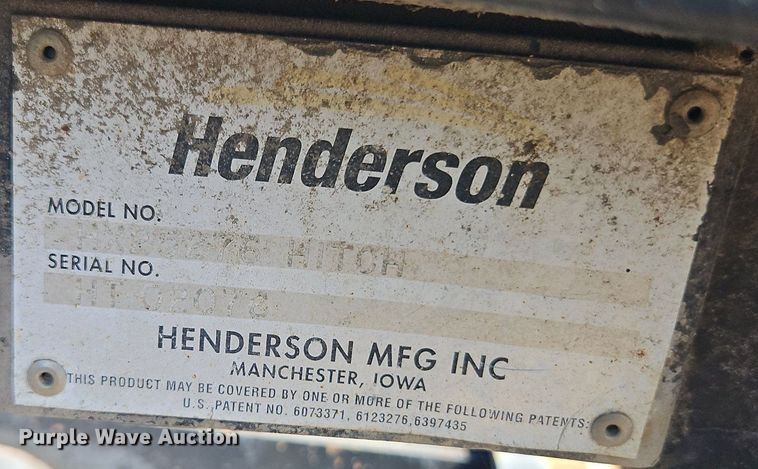 Henderson
MODEL NO.
HITCH
SERIAL NO.
HENDERSON MFG INC
MANCHESTER, IOWA
THIS PRODUCT MAY BE COVERED BY ONE OR MORE OF THE FOLLOWING PATENTS:
U.S. PATENT NO. 6073371, 6123276,6397435
Purple Wave Auction